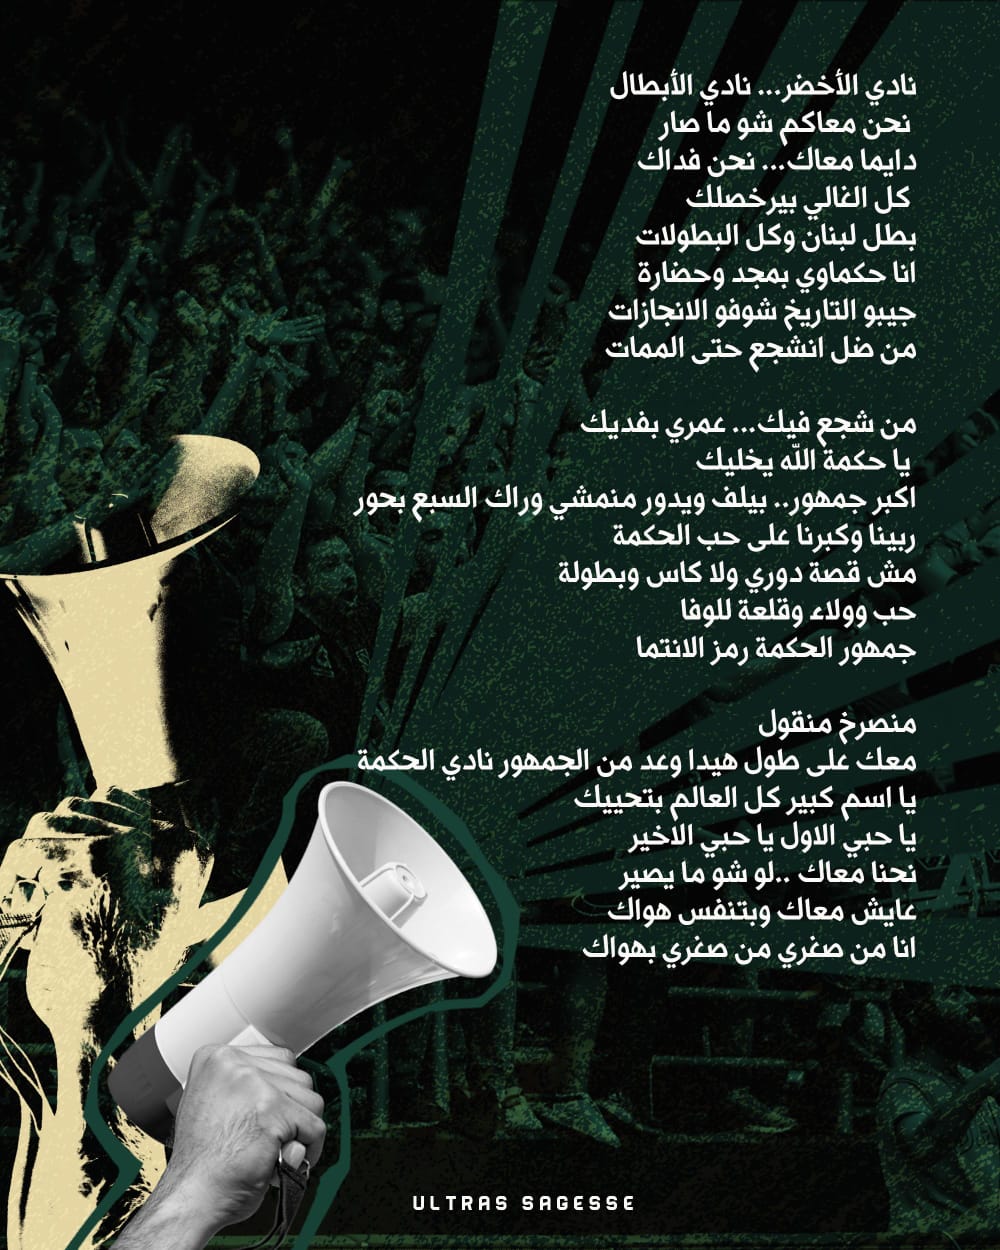 نادي الأخضر... نادي الأبطال
نحن معاكم شو ما صار
دايما معاك... نحن فداك
كل الغالي بيرخصلك
بطل لبنان وكل البطولات
انا حكماوي بمجد وحضارة
جيبو التاريخ شوفو الانجازات
من ضل انشجع حتى الممات
من شجع فيك... عمري بفديك
يا حكمة الله يخليك
اكبر جمهور.. بيلف ويدور منمشي وراك السبع بحور
ربينا وكبرنا على حب الحكمة
مش قصة دوري ولا كاس وبطولة
حب وولاء وقلعة للوفا
جمهور الحكمة رمز الانتما
منصرخ منقول
معك على طول هيدا وعد من الجمهور نادي الحكمة
يا اسم كبير كل العالم بتحييك
يا حبي الاول يا حبي الاخير
نحنا معاك ..لو شو ما يصير
عايش معاك وبتنفس هواك
انا من صغري من صغري بهواك
ULTRAS SAGESSE